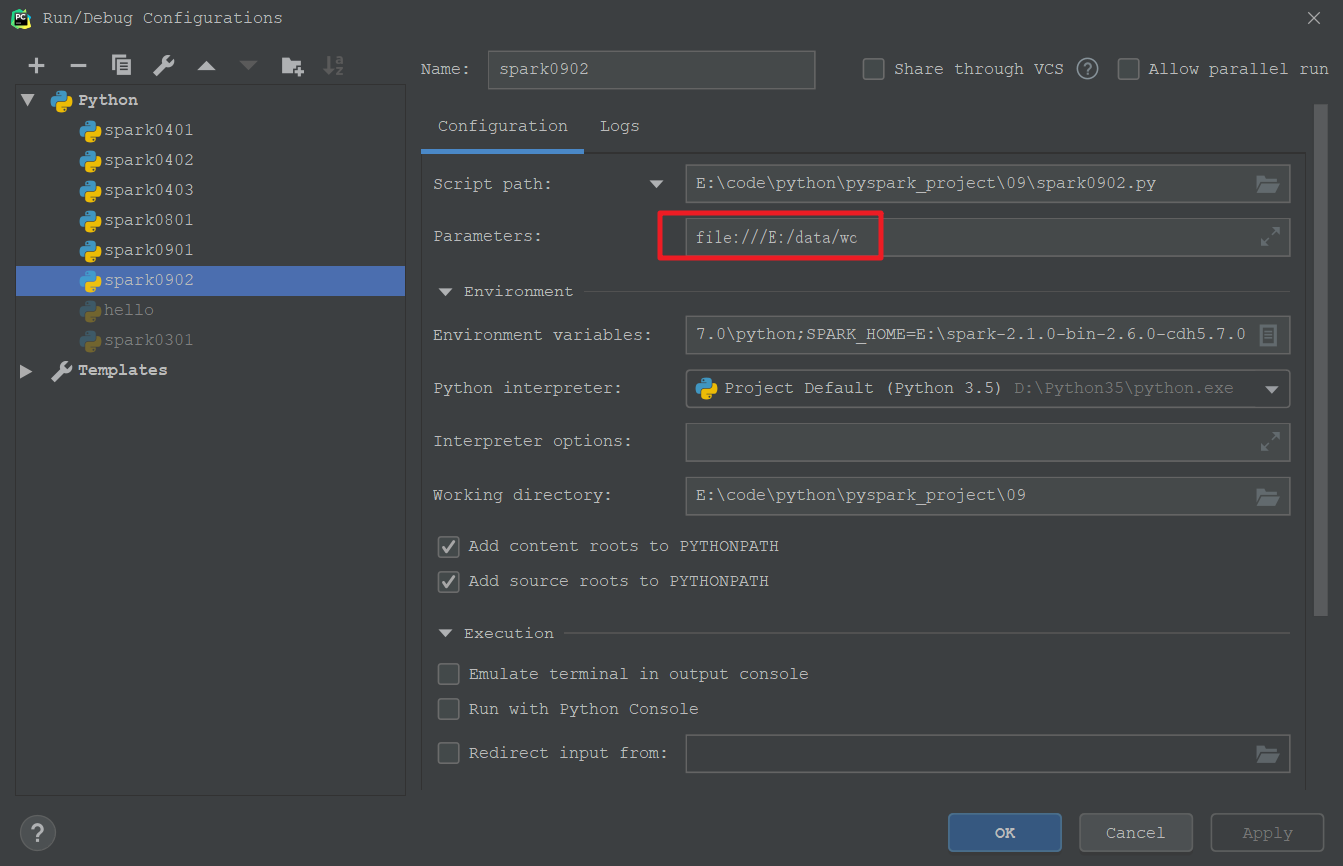 Run/Debug Configurations
Name: spark0902 Share through VCS ? Allow parallel run
Python
spark0401
spark0402
spark0403
spark0801
spark0901
spark0902
hello
spark0301
Templates
Configuration Logs
Script path: E:\code\python\pyspark_project\09\spark0902.py
Parameters: file:///E:/data/wc
Environment
Environment variables: 7.0\python;SPARK_HOME=E:\spark-2.1.0-bin-2.6.0-cdh5.7.0
Python interpreter: Project Default (Python 3.5) D:\Python35\python.exe
Interpreter options:
Working directory: E:\code\python\pyspark_project\09
Add content roots to PYTHONPATH
Add source roots to PYTHONPATH
Execution
Emulate terminal in output console
Run with Python Console
Redirect input from:
? OK Cancel Apply